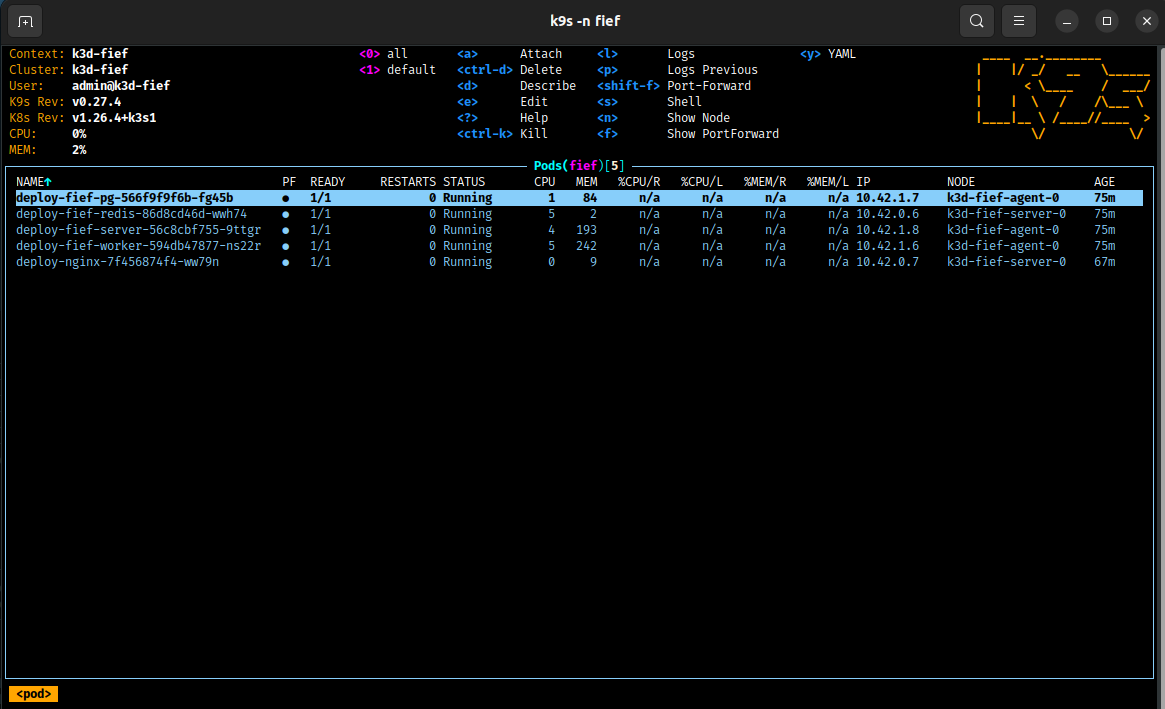 k9s -n fief
Context: k3d-fief <0> all <a> Attach <l> Logs <y> YAML
Cluster: k3d-fief <1> default <ctrl-d> Delete <p> Logs Previous
User: admin@k3d-fief <d> Describe <shift-f> Port-Forward
K9s Rev: v0.27.4 <e> Edit <s> Shell
K8s Rev: v1.26.4+k3s1 <?> Help <n> Show Node
CPU: 0% <ctrl-k> Kill <f> Show PortForward
MEM: 2%
Pods(fief)[5]
NAME↑ PF READY RESTARTS STATUS CPU MEM %CPU/R %CPU/L %MEM/R %MEM/L IP NODE AGE
deploy-fief-pg-566f9f9f6b-fg45b ● 1/1 0 Running 1 84 n/a n/a n/a n/a 10.42.1.7 k3d-fief-agent-0 75m
deploy-fief-redis-86d8cd46d-wwh74 ● 1/1 0 Running 5 2 n/a n/a n/a n/a 10.42.0.6 k3d-fief-server-0 75m
deploy-fief-server-56c8cbf755-9ttgr ● 1/1 0 Running 4 193 n/a n/a n/a n/a 10.42.1.8 k3d-fief-agent-0 75m
deploy-fief-worker-594db47877-ns22r ● 1/1 0 Running 5 242 n/a n/a n/a n/a 10.42.1.6 k3d-fief-agent-0 75m
deploy-nginx-7f456874f4-ww79n ● 1/1 0 Running 0 9 n/a n/a n/a n/a 10.42.0.7 k3d-fief-server-0 67m
<pod>